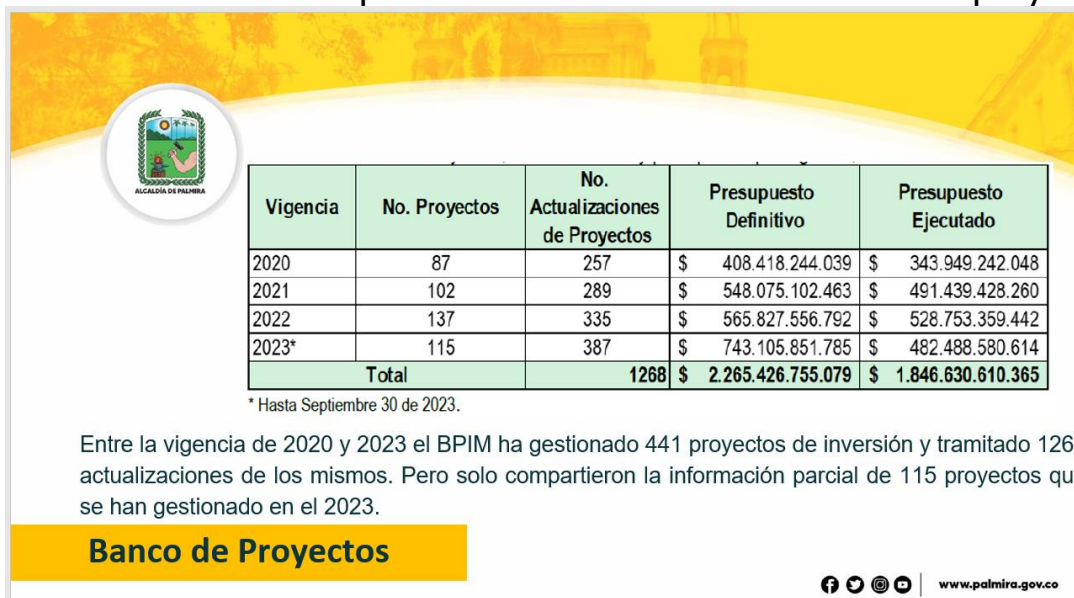 proy
ALCALDÍA DE PALMIRA
Vigencia No. Proyectos No. Actualizaciones de Proyectos Presupuesto Definitivo Presupuesto Ejecutado
2020 87 257 $ 408.418.244.039 $ 343.949.242.048
2021 102 289 $ 548.075.102.463 $ 491.439.428.260
2022 137 335 $ 565.827.556.792 $ 528.753.359.442
2023* 115 387 $ 743.105.851.785 $ 482.488.580.614
Total 1268 $ 2.265.426.755.079 $ 1.846.630.610.365
* Hasta Septiembre 30 de 2023.
Entre la vigencia de 2020 y 2023 el BPIM ha gestionado 441 proyectos de inversión y tramitado 126
actualizaciones de los mismos. Pero solo compartieron la información parcial de 115 proyectos qu
se han gestionado en el 2023.
Banco de Proyectos
www.palmira.gov.co